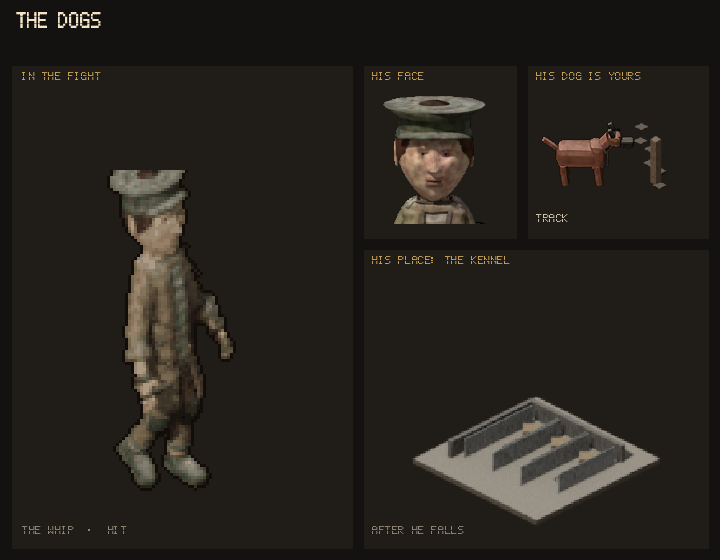 THE DOGS
IN THE FIGHT
HIS FACE
HIS DOG IS YOURS
TRACK
HIS PLACE: THE KENNEL
THE WHIP · HIT
AFTER HE FALLS